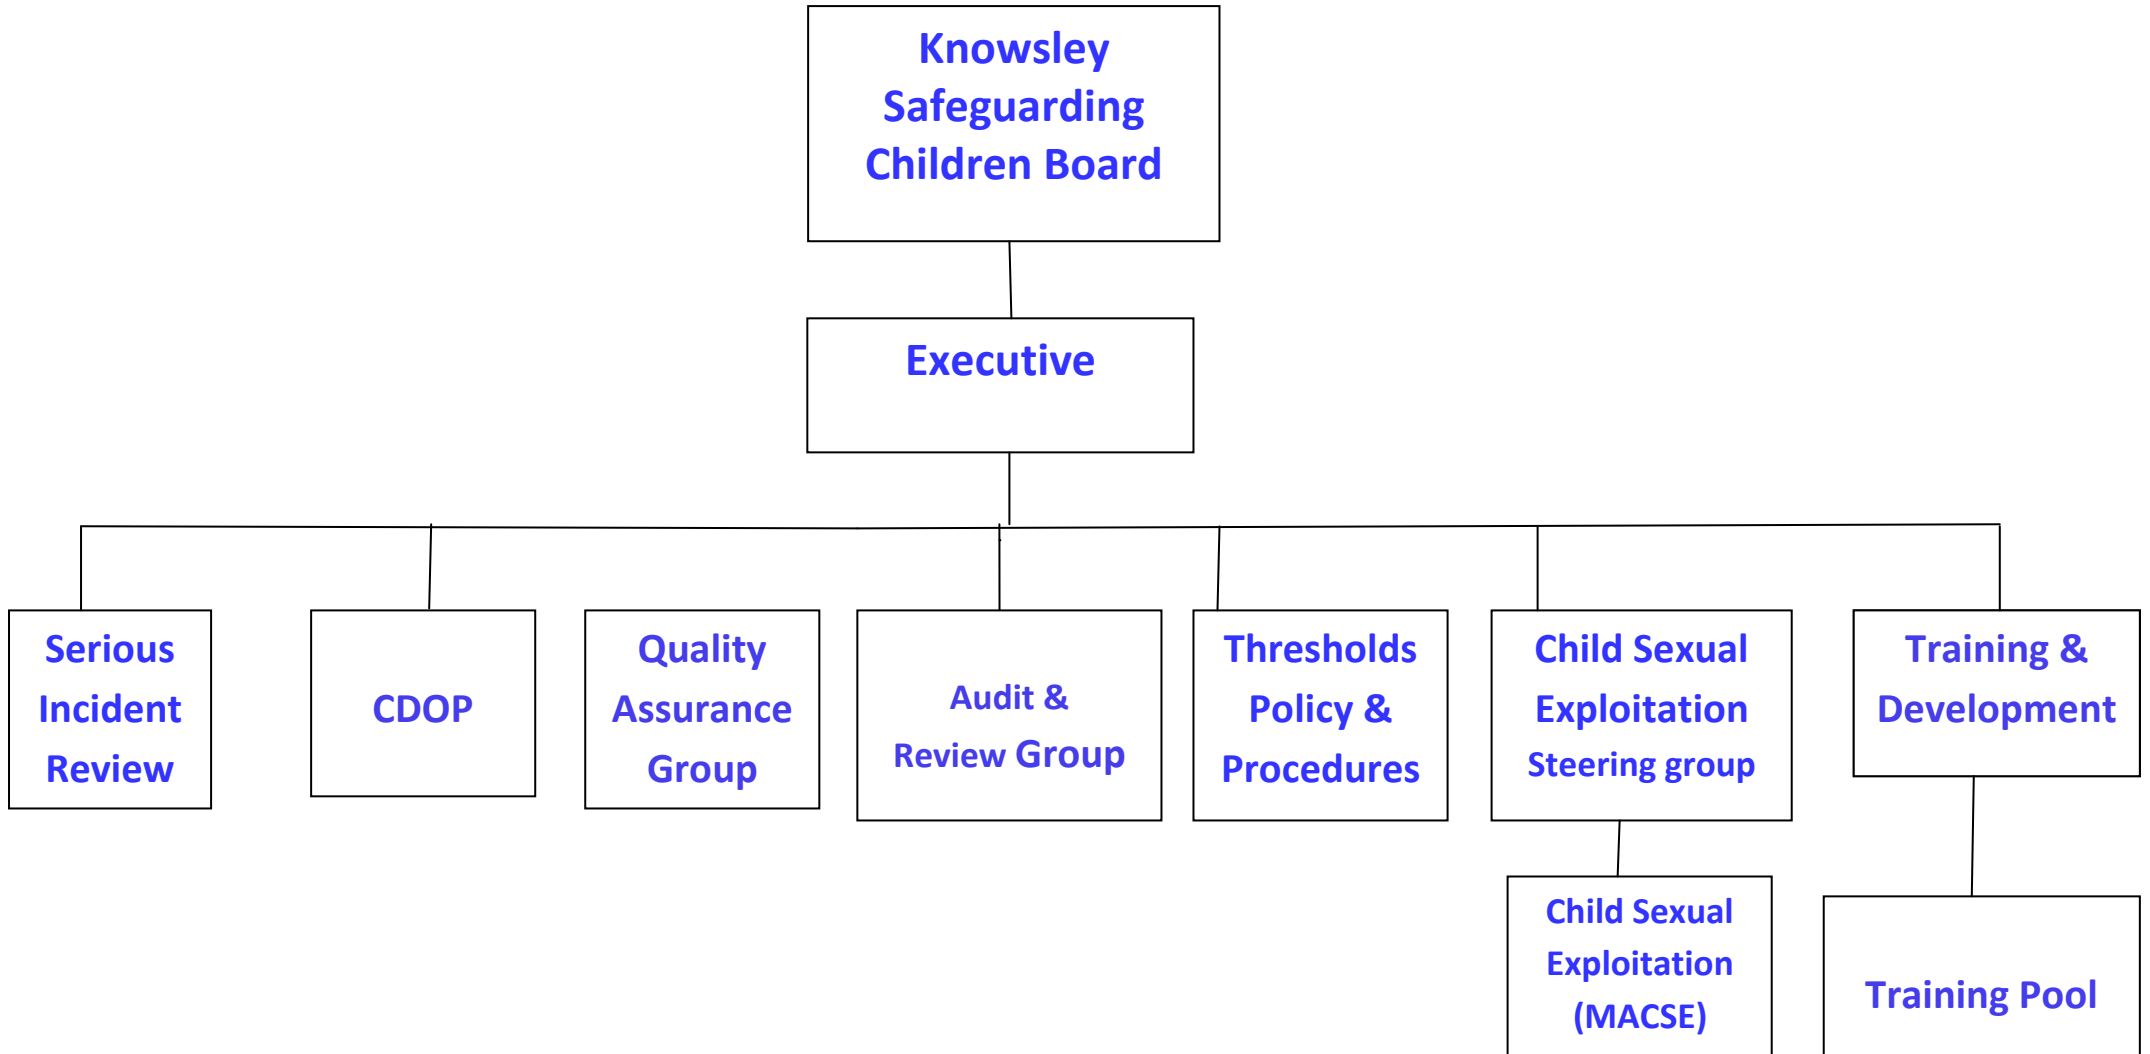 Knowsley
Safeguarding
Children Board
Executive
Serious
Incident
Review
CDOP
Quality
Assurance
Group
Audit &
Review Group
Thresholds
Policy &
Procedures
Child Sexual
Exploitation
Steering group
Training &
Development
Child Sexual
Exploitation
(MACSE)
Training Pool